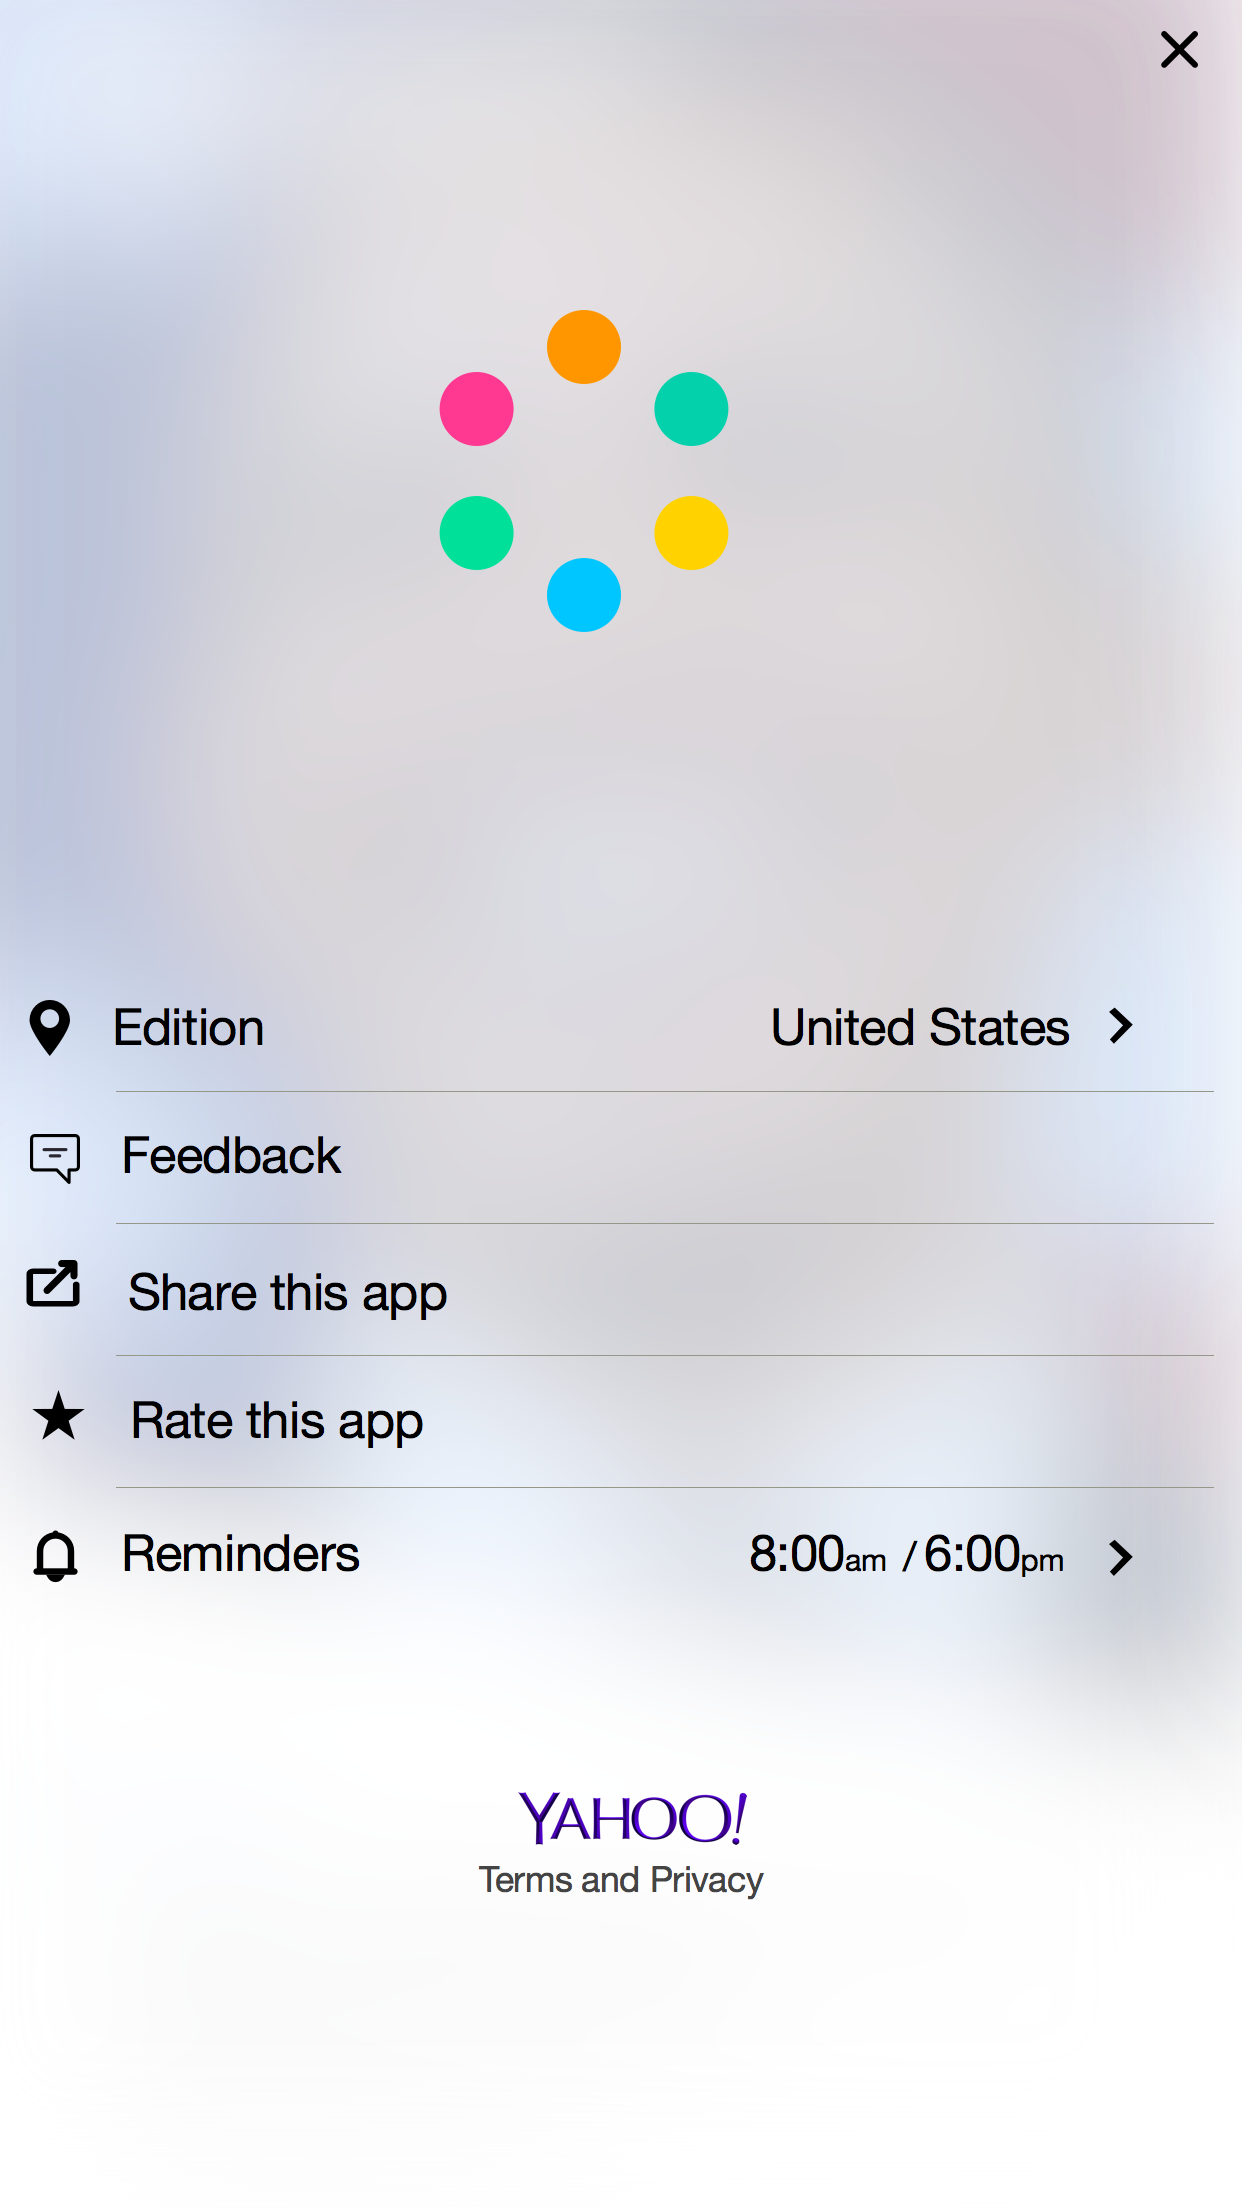 Edition United States
Feedback
Share this app
Rate this app
Reminders 8:00am / 6:00pm
YAHOO!
Terms and Privacy